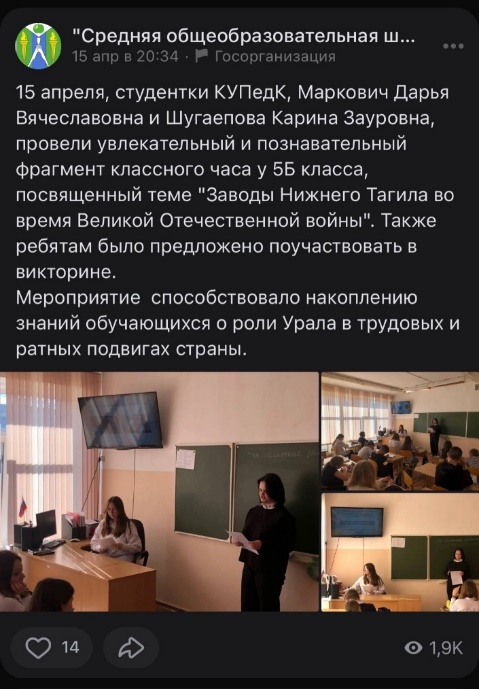 "Средняя общеобразовательная ш...
15 апр в 20:34 · Госорганизация
15 апреля, студентки КУПедК, Маркович Дарья
Вячеславовна и Шугаепова Карина Зауровна,
провели увлекательный и познавательный
фрагмент классного часа у 5Б класса,
посвященный теме "Заводы Нижнего Тагила во
время Великой Отечественной войны". Также
ребятам было предложено поучаствовать в
викторине.
Мероприятие  способствовало накоплению
знаний обучающихся о роли Урала в трудовых и
ратных подвигах страны.
14
1,9K